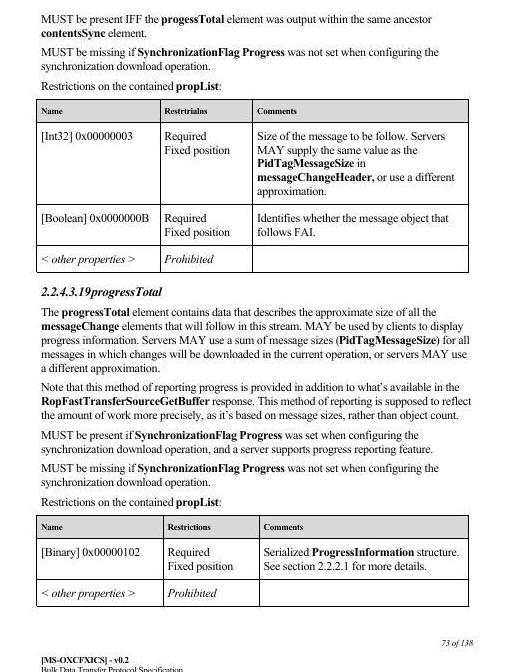 MUST be present IFF the progessTotal element was output within the same ancestor
contentsSync element.
MUST be missing if SynchronizationFlag Progress was not set when configuring the
synchronization download operation.
Restrictions on the contained propList:
Name Restrtrialns Comments
[Int32] 0x00000003 Required Size of the message to be follow. Servers
Fixed position MAY supply the same value as the
PidTagMessageSize in
messageChangeHeader, or use a different
approximation.
[Boolean] 0x0000000B Required Identifies whether the message object that
Fixed position follows FAI.
< other properties > Prohibited
2.2.4.3.19progressTotal
The progressTotal element contains data that describes the approximate size of all the
messageChange elements that will follow in this stream. MAY be used by clients to display
progress information. Servers MAY use a sum of message sizes (PidTagMessageSize) for all
messages in which changes will be downloaded in the current operation, or servers MAY use
a different approximation.
Note that this method of reporting progress is provided in addition to what's available in the
RopFastTransferSourceGetBuffer response. This method of reporting is supposed to reflect
the amount of work more precisely, as it's based on message sizes, rather than object count.
MUST be present if SynchronizationFlag Progress was set when configuring the
synchronization download operation, and a server supports progress reporting feature.
MUST be missing if SynchronizationFlag Progress was not set when configuring the
synchronization download operation.
Restrictions on the contained propList:
Name Restrictions Comments
[Binary] 0x00000102 Required Serialized ProgressInformation structure.
Fixed position See section 2.2.2.1 for more details.
< other properties > Prohibited
73 of 138
[MS-OXCFXICS] - v0.2
Bulk Data Transfer Protocol Specification